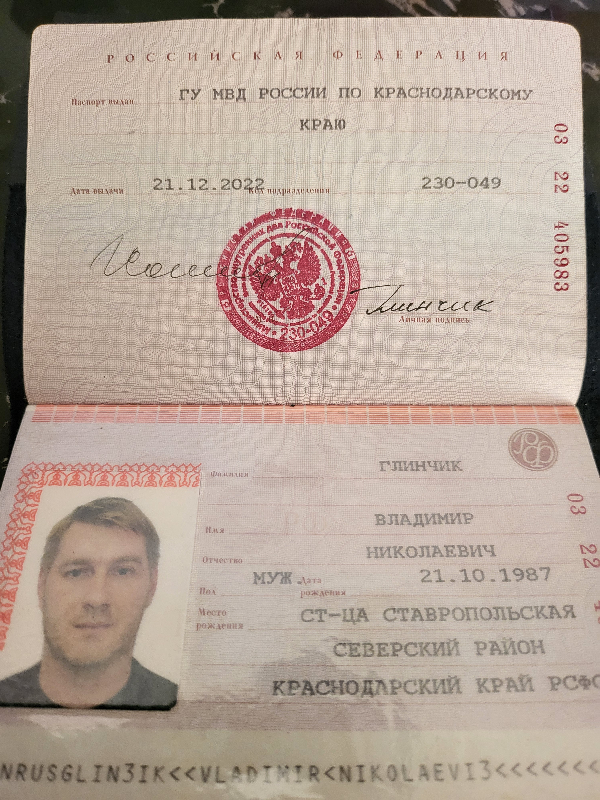 РОССИЙСКАЯ ФЕДЕРАЦИЯ
Паспорт выдан ГУ МВД РОССИИ ПО КРАСНОДАРСКОМУ
КРАЮ
Дата выдачи 21.12.2022 Код подразделения 230-049
03 22 405983
230-049
Глинчик
Личная подпись
Фамилия ГЛИНЧИК
Имя ВЛАДИМИР
Отчество НИКОЛАЕВИЧ
Пол МУЖ. Дата рождения 21.10.1987
Место рождения СТ-ЦА СТАВРОПОЛЬСКАЯ
СЕВЕРСКИЙ РАЙОН
КРАСНОДАРСКИЙ КРАЙ РСФС
03 22
NRUSGLIN3IK<<VLADIMIR<NIKOLAEVI3<<<<<<<<